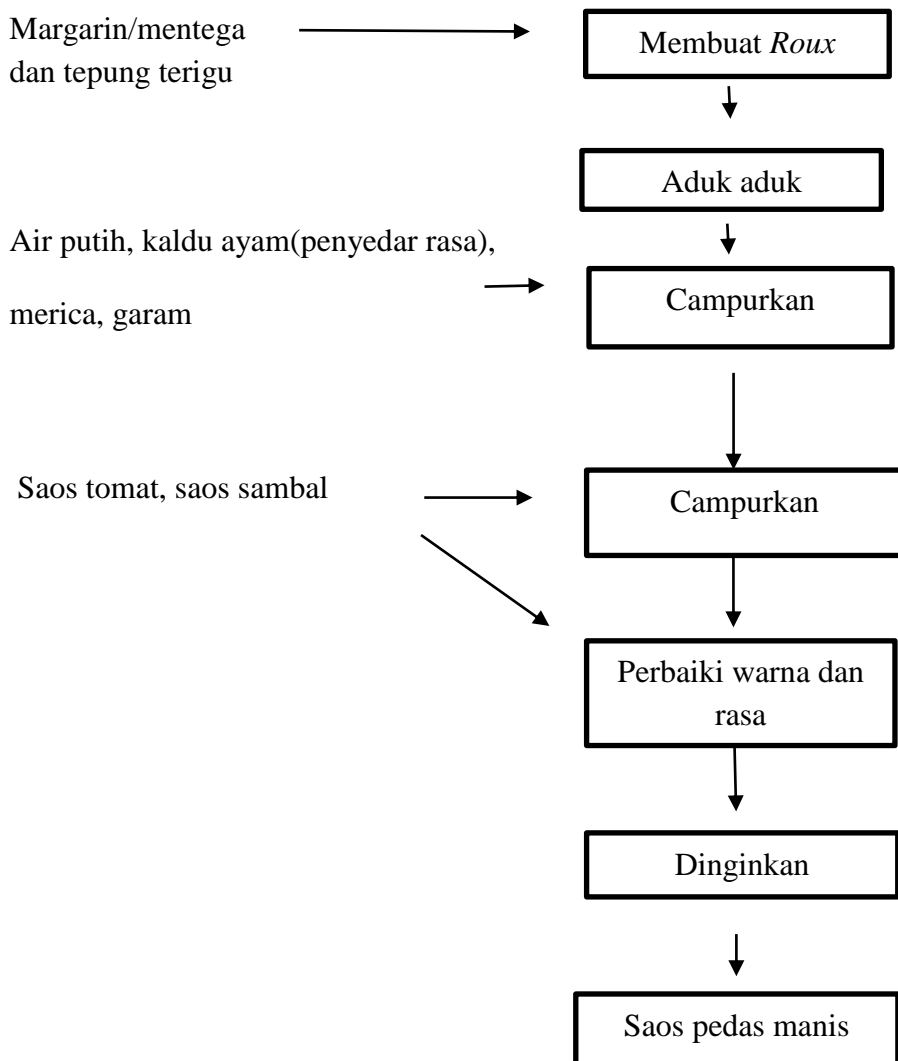 Margarin/mentega
dan tepung terigu
Membuat Roux
Aduk aduk
Air putih, kaldu ayam(penyedar rasa),
merica, garam
Campurkan
Saos tomat, saos sambal
Campurkan
Perbaiki warna dan
rasa
Dinginkan
Saos pedas manis